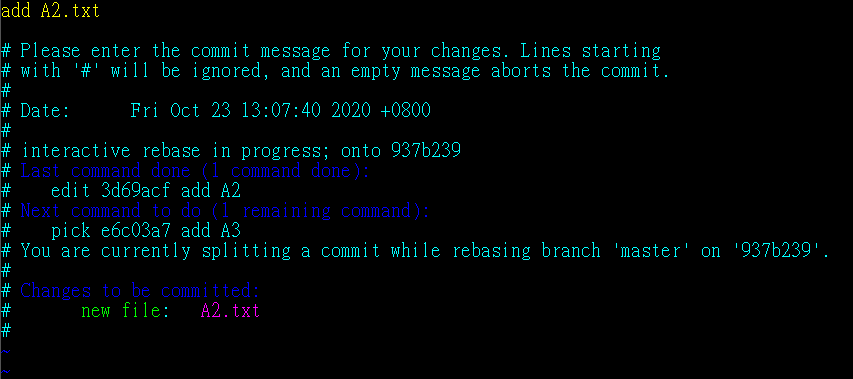 add A2.txt
# Please enter the commit message for your changes. Lines starting
# with '#' will be ignored, and an empty message aborts the commit.
#
# Date:      Fri Oct 23 13:07:40 2020 +0800
#
# interactive rebase in progress; onto 937b239
# Last command done (1 command done):
#    edit 3d69acf add A2
# Next command to do (1 remaining command):
#    pick e6c03a7 add A3
# You are currently splitting a commit while rebasing branch 'master' on '937b239'.
#
# Changes to be committed:
#       new file:   A2.txt
#
~
~